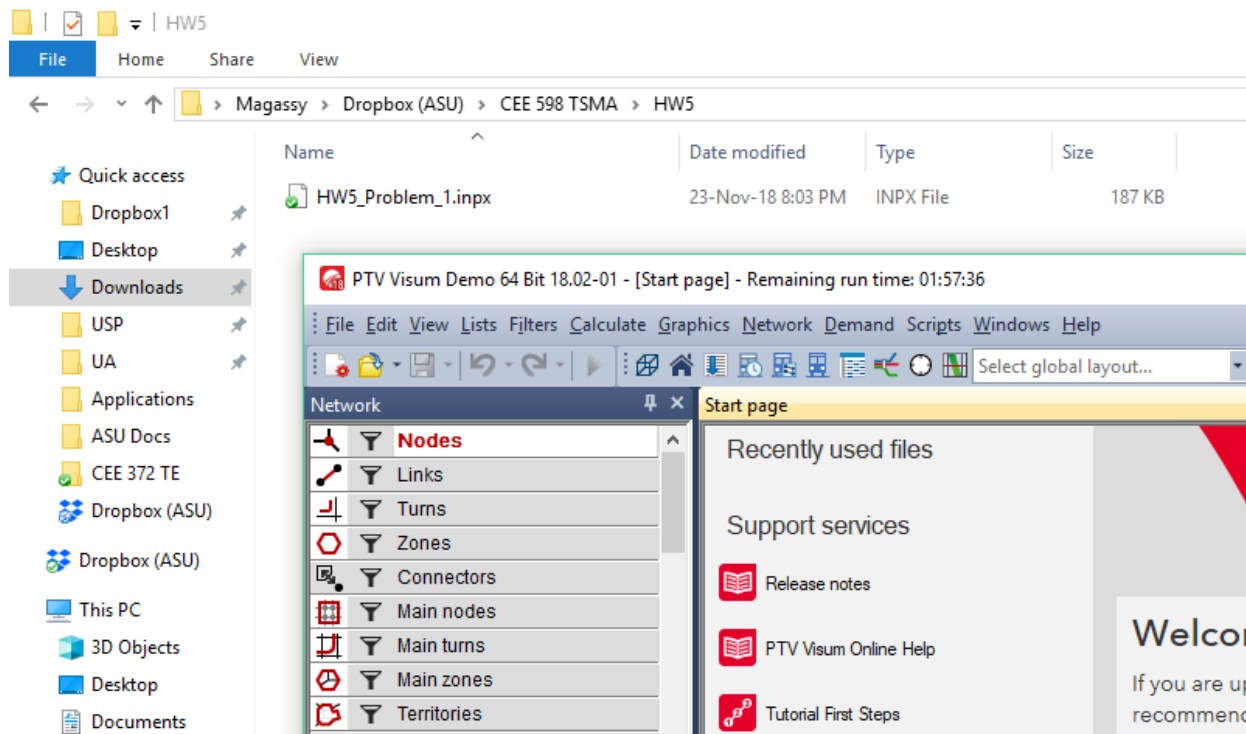 HW5
File Home Share View
Magassy > Dropbox (ASU) > CEE 598 TSMA > HW5
Name Date modified Type Size
HW5_Problem_1.inpx 23-Nov-18 8:03 PM INPX File 187 KB
Quick access
Dropbox1
Desktop
Downloads
USP
UA
Applications
ASU Docs
CEE 372 TE
Dropbox (ASU)
Dropbox (ASU)
This PC
3D Objects
Desktop
Documents
PTV Visum Demo 64 Bit 18.02-01 - [Start page] - Remaining run time: 01:57:36
File Edit View Lists Filters Calculate Graphics Network Demand Scripts Windows Help
Select global layout...
Network
Nodes
Links
Turns
Zones
Connectors
Main nodes
Main turns
Main zones
Territories
Start page
Recently used files
Support services
Release notes
PTV Visum Online Help
Tutorial First Steps
Welco
If you are u
recommen